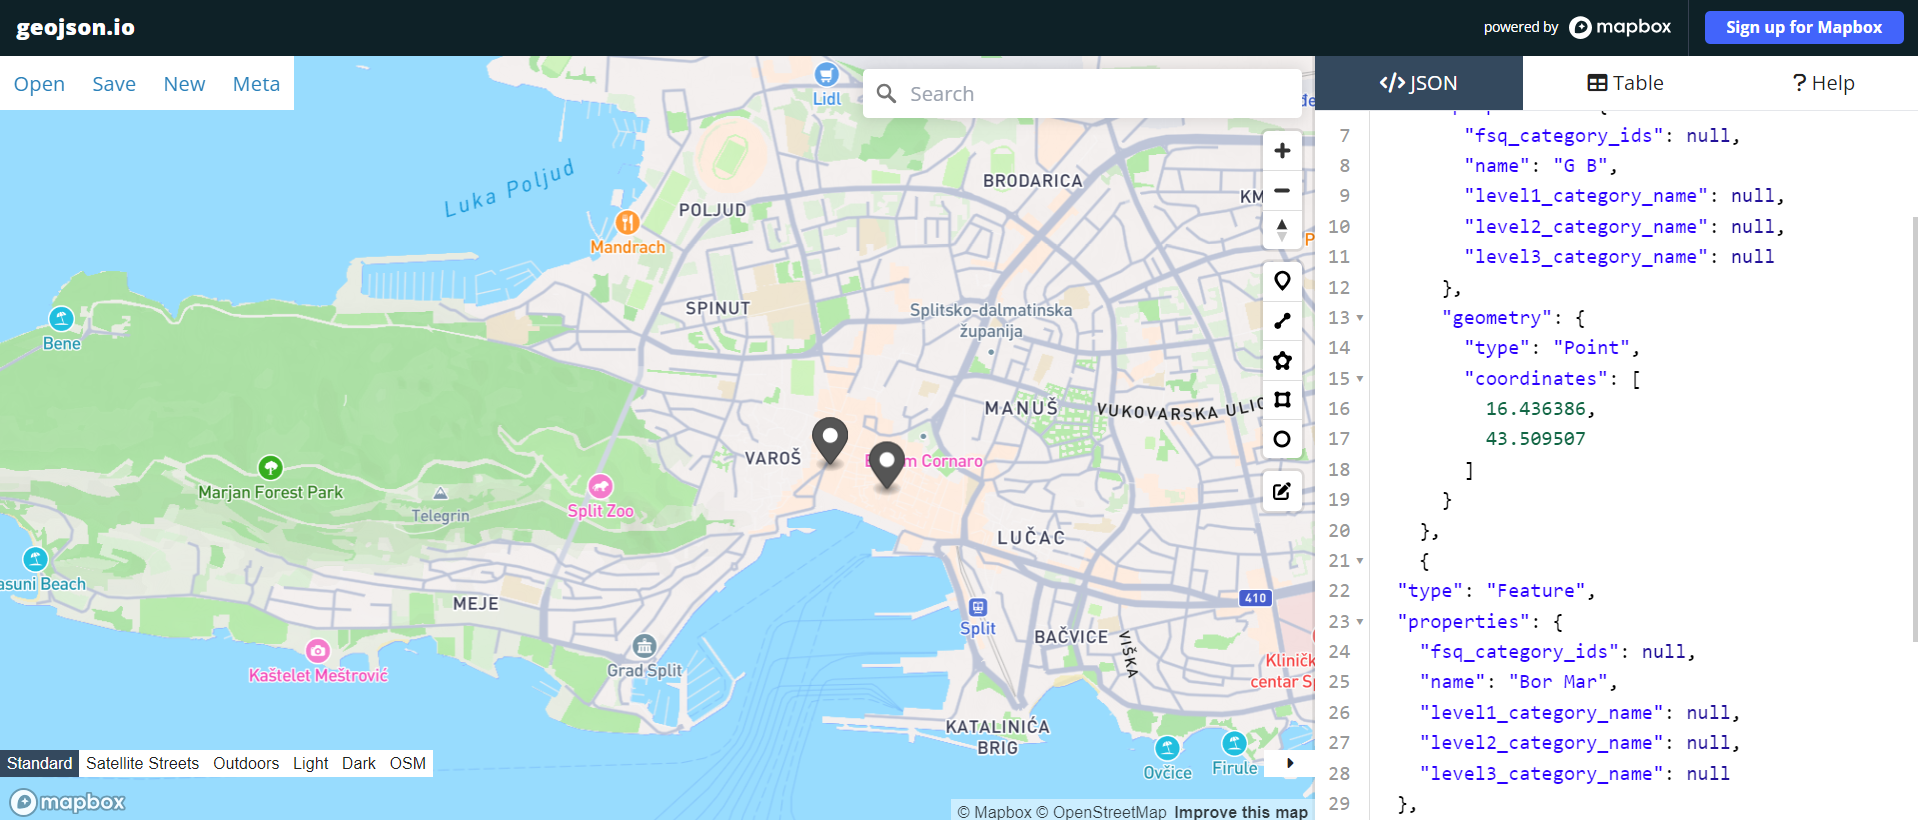 geojson.io
powered by mapbox
Sign up for Mapbox
Open Save New Meta
Search
</> JSON
Table
? Help
Lidl
Luka Poljud
BRODARICA
POLJUD
Mandrach
SPINUT
Splitsko-dalmatinska
županija
Bene
MANUŠ
VUKOVARSKA
VAROŠ
Cornaro
Marjan Forest Park
Telegrin
Split Zoo
LUČAC
asuni Beach
MEJE
410
Split
BAČVICE
VIŠKA
Grad Split
Kaštelet Meštrović
Kliničk
centar Sp
KATALINIĆA
BRIG
Ovčice
Firule
Standard Satellite Streets Outdoors Light Dark OSM
mapbox
© Mapbox © OpenStreetMap Improve this map
7 "fsq_category_ids": null,
8 "name": "G B",
9 "level1_category_name": null,
10 "level2_category_name": null,
11 "level3_category_name": null
12 },
13 "geometry": {
14 "type": "Point",
15 "coordinates": [
16 16.436386,
17 43.509507
18 ]
19 }
20 },
21 {
22 "type": "Feature",
23 "properties": {
24 "fsq_category_ids": null,
25 "name": "Bor Mar",
26 "level1_category_name": null,
27 "level2_category_name": null,
28 "level3_category_name": null
29 },